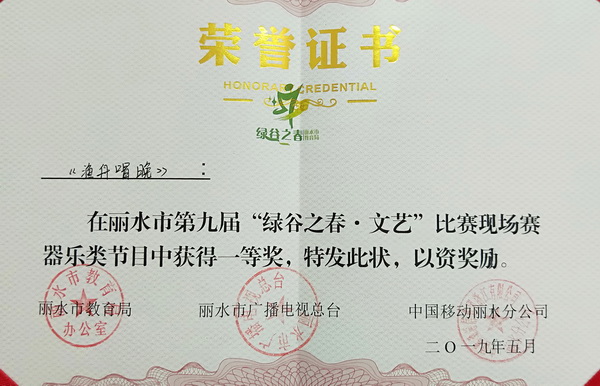 荣誉证书
HONORARY CREDENTIAL
绿谷之春
《渔舟唱晚》:
在丽水市第九届“绿谷之春·文艺”比赛现场赛
器乐类节目中获得一等奖，特发此状，以资奖励。
丽水市教育局 丽水市广播电视总台 中国移动丽水分公司
办公室
二〇一九年五月